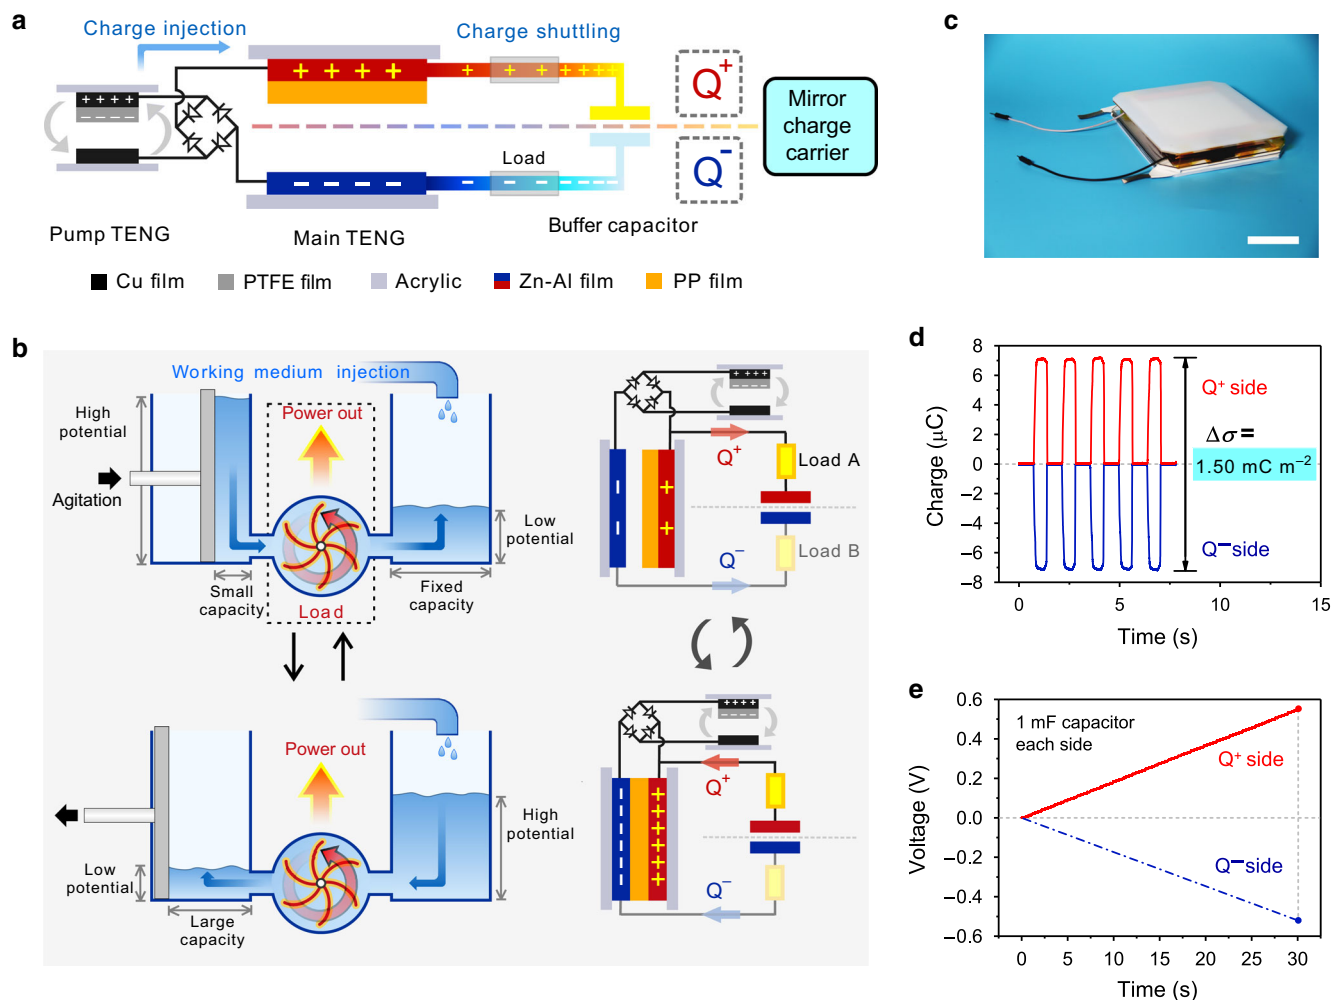 a
Charge injection
Charge shuttling
+ + + +
+ + + +
+ + + ++++
Q+
Mirror
charge
carrier
Load
Q−
Pump TENG
Main TENG
Buffer capacitor
Cu film
PTFE film
Acrylic
Zn-Al film
PP film
b
Working medium injection
High
potential
Power out
Agitation
Low
potential
Small
capacity
Load
Fixed
capacity
Power out
Low
potential
High
potential
Large
capacity
Q+
Load A
Load B
Q−
Q+
Q−
c
d
8
6
4
2
0
−2
−4
−6
−8
Charge (μC)
Q+ side
Δσ =
1.50 mC m−2
Q− side
0
5
10
15
Time (s)
e
0.6
0.4
0.2
0.0
−0.2
−0.4
−0.6
Voltage (V)
1 mF capacitor
each side
Q+ side
Q− side
0
5
10
15
20
25
30
Time (s)